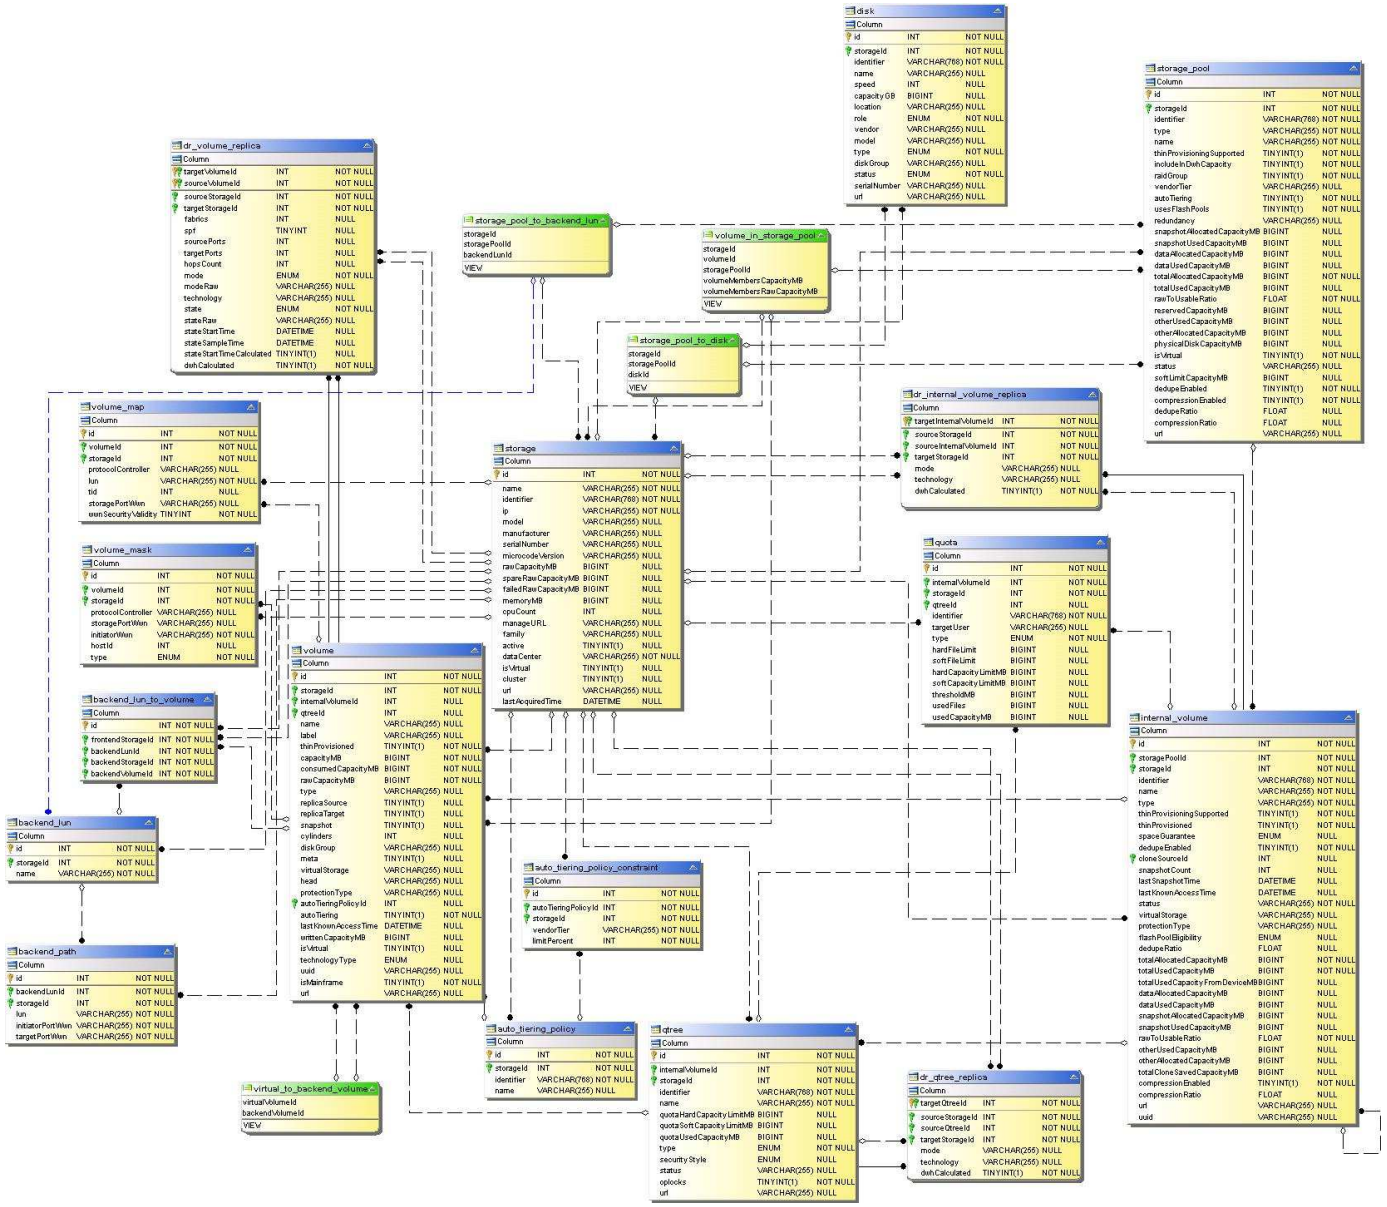 disk
Column
id INT NOT NULL
storageId INT NOT NULL
identifier VARCHAR(768) NOT NULL
name VARCHAR(255) NULL
speed INT NULL
capacityGB BIGINT NULL
location VARCHAR(255) NULL
role ENUM NOT NULL
vendor VARCHAR(255) NULL
model VARCHAR(255) NULL
type ENUM NOT NULL
diskGroup VARCHAR(255) NULL
status ENUM NOT NULL
serialNumber VARCHAR(255) NULL
url VARCHAR(255) NULL
storage_pool
Column
id INT NOT NULL
storageId INT NOT NULL
identifier VARCHAR(768) NOT NULL
type VARCHAR(255) NULL
name VARCHAR(255) NULL
thinProvisioningSupported TINYINT(1) NOT NULL
includeInDwhCapacity TINYINT(1) NOT NULL
raidGroup TINYINT(1) NOT NULL
vendorTier VARCHAR(255) NULL
autoTiering TINYINT(1) NOT NULL
usesFlashPools TINYINT(1) NOT NULL
redundancy VARCHAR(255) NULL
snapshotAllocatedCapacityMB BIGINT NULL
snapshotUsedCapacityMB BIGINT NULL
dataAllocatedCapacityMB BIGINT NULL
dataUsedCapacityMB BIGINT NULL
totalAllocatedCapacityMB BIGINT NOT NULL
totalUsedCapacityMB BIGINT NULL
rawToUsableRatio FLOAT NOT NULL
reservedCapacityMB BIGINT NULL
otherUsedCapacityMB BIGINT NULL
otherAllocatedCapacityMB BIGINT NULL
physicalDiskCapacityMB BIGINT NULL
isVirtual TINYINT(1) NOT NULL
status VARCHAR(255) NULL
softLimitCapacityMB BIGINT NULL
dedupeEnabled TINYINT(1) NOT NULL
compressionEnabled TINYINT(1) NOT NULL
dedupeRatio FLOAT NULL
compressionRatio FLOAT NULL
url VARCHAR(255) NULL
dr_volume_replica
Column
targetVolumeId INT NOT NULL
sourceVolumeId INT NOT NULL
sourceStorageId INT NOT NULL
targetStorageId INT NOT NULL
fabrics INT NULL
spf TINYINT NULL
sourcePorts INT NULL
targetPorts INT NULL
hopsCount INT NULL
mode ENUM NOT NULL
modeRaw VARCHAR(255) NULL
technology VARCHAR(255) NULL
state ENUM NOT NULL
stateRaw VARCHAR(255) NULL
stateStartTime DATETIME NULL
stateSampleTime DATETIME NULL
stateStartTimeCalculated TINYINT(1) NULL
dwhCalculated TINYINT(1) NOT NULL
storage_pool_to_backend_lun
storageId
storagePoolId
backendLunId
VIEW
volume_in_storage_pool
storageId
volumeId
storagePoolId
volumeMembersCapacityMB
volumeMembersRawCapacityMB
VIEW
storage_pool_to_disk
storageId
storagePoolId
diskId
VIEW
volume_map
Column
id INT NOT NULL
volumeId INT NOT NULL
storageId INT NOT NULL
protocolController VARCHAR(255) NULL
lun VARCHAR(255) NOT NULL
tid INT NULL
storagePortWwn VARCHAR(255) NULL
wwnSecurityValidity TINYINT NOT NULL
storage
Column
id INT NOT NULL
name VARCHAR(255) NULL
identifier VARCHAR(768) NOT NULL
ip VARCHAR(255) NOT NULL
model VARCHAR(255) NULL
manufacturer VARCHAR(255) NULL
serialNumber VARCHAR(255) NULL
microcodeVersion VARCHAR(255) NULL
rawCapacityMB BIGINT NULL
spareRawCapacityMB BIGINT NULL
failedRawCapacityMB BIGINT NULL
memoryMB BIGINT NULL
cpuCount INT NULL
manageURL VARCHAR(255) NULL
family VARCHAR(255) NULL
active TINYINT(1) NULL
dataCenter VARCHAR(255) NOT NULL
isVirtual TINYINT(1) NULL
cluster TINYINT(1) NULL
url VARCHAR(255) NULL
lastAcquiredTime DATETIME NULL
dr_internal_volume_replica
Column
targetInternalVolumeId INT NOT NULL
sourceStorageId INT NOT NULL
sourceInternalVolumeId INT NOT NULL
targetStorageId INT NOT NULL
mode VARCHAR(255) NULL
technology VARCHAR(255) NULL
dwhCalculated TINYINT(1) NOT NULL
volume_mask
Column
id INT NOT NULL
volumeId INT NOT NULL
storageId INT NOT NULL
protocolController VARCHAR(255) NULL
storagePortWwn VARCHAR(255) NULL
initiatorWwn VARCHAR(255) NULL
hostId INT NULL
type ENUM NOT NULL
quota
Column
id INT NOT NULL
internalVolumeId INT NOT NULL
storageId INT NOT NULL
qtreeId INT NULL
identifier VARCHAR(768) NOT NULL
targetUser VARCHAR(255) NULL
type ENUM NOT NULL
hardFileLimit BIGINT NULL
softFileLimit BIGINT NULL
hardCapacityLimitMB BIGINT NULL
softCapacityLimitMB BIGINT NULL
thresholdMB BIGINT NULL
usedFiles BIGINT NULL
usedCapacityMB BIGINT NULL
volume
Column
id INT NOT NULL
storageId INT NOT NULL
internalVolumeId INT NULL
qtreeId INT NULL
name VARCHAR(255) NULL
label VARCHAR(255) NULL
thinProvisioned TINYINT(1) NOT NULL
capacityMB BIGINT NOT NULL
consumedCapacityMB BIGINT NOT NULL
rawCapacityMB BIGINT NOT NULL
type VARCHAR(255) NULL
replicaSource TINYINT(1) NULL
replicaTarget TINYINT(1) NULL
snapshot TINYINT(1) NULL
cylinders INT NULL
diskGroup VARCHAR(255) NULL
meta TINYINT(1) NULL
virtualStorage VARCHAR(255) NULL
head VARCHAR(255) NULL
protectionType VARCHAR(255) NULL
autoTieringPolicyId INT NULL
autoTiering TINYINT(1) NOT NULL
lastKnownAccessTime DATETIME NULL
writtenCapacityMB BIGINT NULL
isVirtual TINYINT(1) NULL
technologyType ENUM NULL
uuid VARCHAR(255) NULL
isMainframe TINYINT(1) NOT NULL
url VARCHAR(255) NULL
backend_lun_to_volume
Column
id INT NOT NULL
frontendStorageId INT NOT NULL
backendLunId INT NOT NULL
backendStorageId INT NOT NULL
backendVolumeId INT NOT NULL
internal_volume
Column
id INT NOT NULL
storagePoolId INT NULL
storageId INT NOT NULL
identifier VARCHAR(768) NOT NULL
name VARCHAR(255) NOT NULL
type VARCHAR(255) NOT NULL
thinProvisioningSupported TINYINT(1) NOT NULL
thinProvisioned TINYINT(1) NOT NULL
spaceGuarantee ENUM NULL
dedupeEnabled TINYINT(1) NOT NULL
cloneSourceId INT NULL
snapshotCount INT NULL
lastSnapshotTime DATETIME NULL
lastKnownAccessTime DATETIME NULL
status VARCHAR(255) NOT NULL
virtualStorage VARCHAR(255) NULL
protectionType VARCHAR(255) NULL
flashPoolEligibility ENUM NULL
dedupeRatio FLOAT NULL
totalAllocatedCapacityMB BIGINT NOT NULL
totalUsedCapacityMB BIGINT NOT NULL
totalUsedCapacityFromDeviceMB BIGINT NULL
dataAllocatedCapacityMB BIGINT NULL
dataUsedCapacityMB BIGINT NULL
snapshotAllocatedCapacityMB BIGINT NULL
snapshotUsedCapacityMB BIGINT NULL
rawToUsableRatio FLOAT NOT NULL
otherUsedCapacityMB BIGINT NULL
otherAllocatedCapacityMB BIGINT NULL
totalCloneSavedCapacityMB BIGINT NULL
compressionEnabled TINYINT(1) NOT NULL
compressionRatio FLOAT NULL
url VARCHAR(255) NULL
uuid VARCHAR(255) NULL
backend_lun
Column
id INT NOT NULL
storageId INT NOT NULL
name VARCHAR(255) NOT NULL
auto_tiering_policy_constraint
Column
id INT NOT NULL
autoTieringPolicyId INT NOT NULL
storageId INT NOT NULL
vendorTier VARCHAR(255) NOT NULL
limitPercent INT NOT NULL
backend_path
Column
id INT NOT NULL
backendLunId INT NOT NULL
storageId INT NOT NULL
lun VARCHAR(255) NOT NULL
initiatorPortWwn VARCHAR(255) NOT NULL
targetPortWwn VARCHAR(255) NOT NULL
auto_tiering_policy
Column
id INT NOT NULL
storageId INT NOT NULL
identifier VARCHAR(768) NOT NULL
name VARCHAR(255) NULL
qtree
Column
id INT NOT NULL
internalVolumeId INT NOT NULL
storageId INT NOT NULL
identifier VARCHAR(768) NOT NULL
name VARCHAR(255) NOT NULL
quotaHardCapacityLimitMB BIGINT NULL
quotaSoftCapacityLimitMB BIGINT NULL
quotaUsedCapacityMB BIGINT NULL
type ENUM NOT NULL
securityStyle ENUM NULL
status VARCHAR(255) NULL
oplocks TINYINT(1) NOT NULL
url VARCHAR(255) NULL
dr_qtree_replica
Column
targetQtreeId INT NOT NULL
sourceStorageId INT NOT NULL
sourceQtreeId INT NOT NULL
targetStorageId INT NOT NULL
mode VARCHAR(255) NULL
technology VARCHAR(255) NULL
dwhCalculated TINYINT(1) NOT NULL
virtual_to_backend_volume
virtualVolumeId
backendVolumeId
VIEW